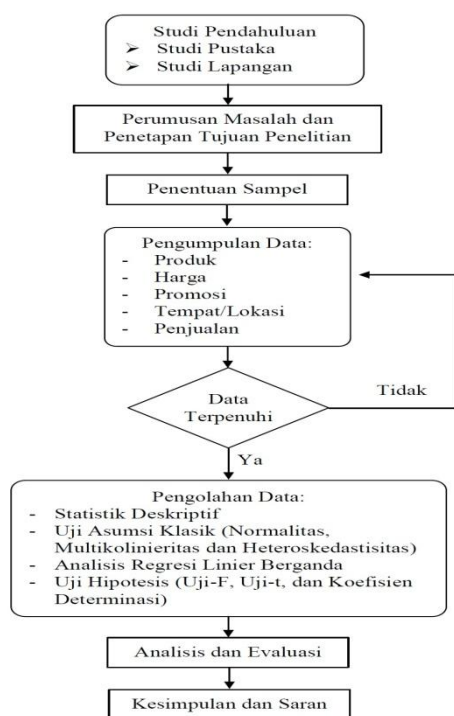 Studi Pendahuluan
➢ Studi Pustaka
➢ Studi Lapangan
Perumusan Masalah dan
Penetapan Tujuan Penelitian
Penentuan Sampel
Pengumpulan Data:
- Produk
- Harga
- Promosi
- Tempat/Lokasi
- Penjualan
Data
Terpenuhi
Tidak
Ya
Pengolahan Data:
- Statistik Deskriptif
- Uji Asumsi Klasik (Normalitas,
Multikolinieritas dan Heteroskedastisitas)
- Analisis Regresi Linier Berganda
- Uji Hipotesis (Uji-F, Uji-t, dan Koefisien
Determinasi)
Analisis dan Evaluasi
Kesimpulan dan Saran